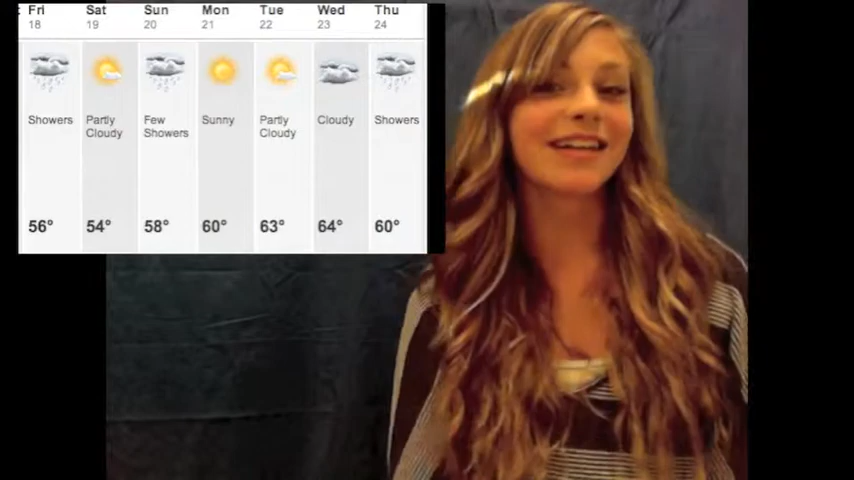 Fri Sat Sun Mon Tue Wed Thu
18 19 20 21 22 23 24
Showers Partly Few Sunny Partly Cloudy Showers
Cloudy Showers Cloudy
56° 54° 58° 60° 63° 64° 60°